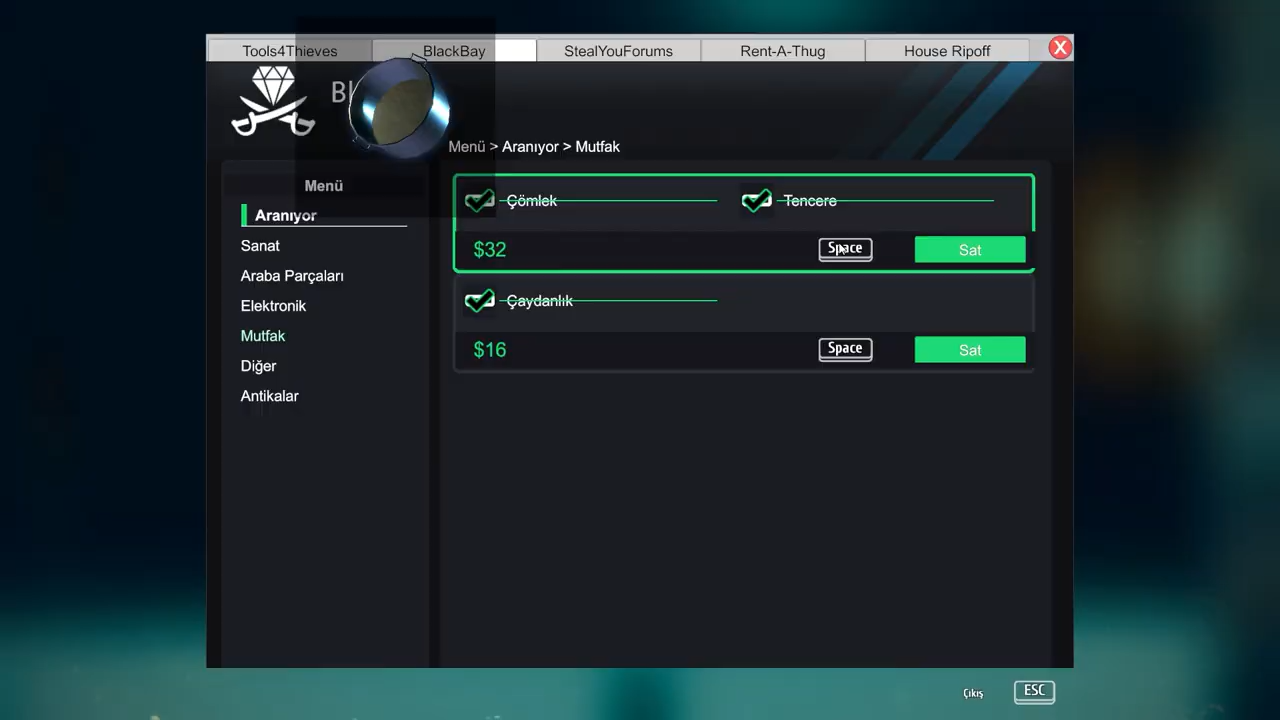 Tools4Thieves BlackBay StealYouForums Rent-A-Thug House Ripoff X
Bl
Menü > Aranıyor > Mutfak
Menü
Aranıyor
Sanat
Araba Parçaları
Elektronik
Mutfak
Diğer
Antikalar
Çömlek Tencere
$32 Space Sat
Çaydanlık
$16 Space Sat
Çıkış ESC